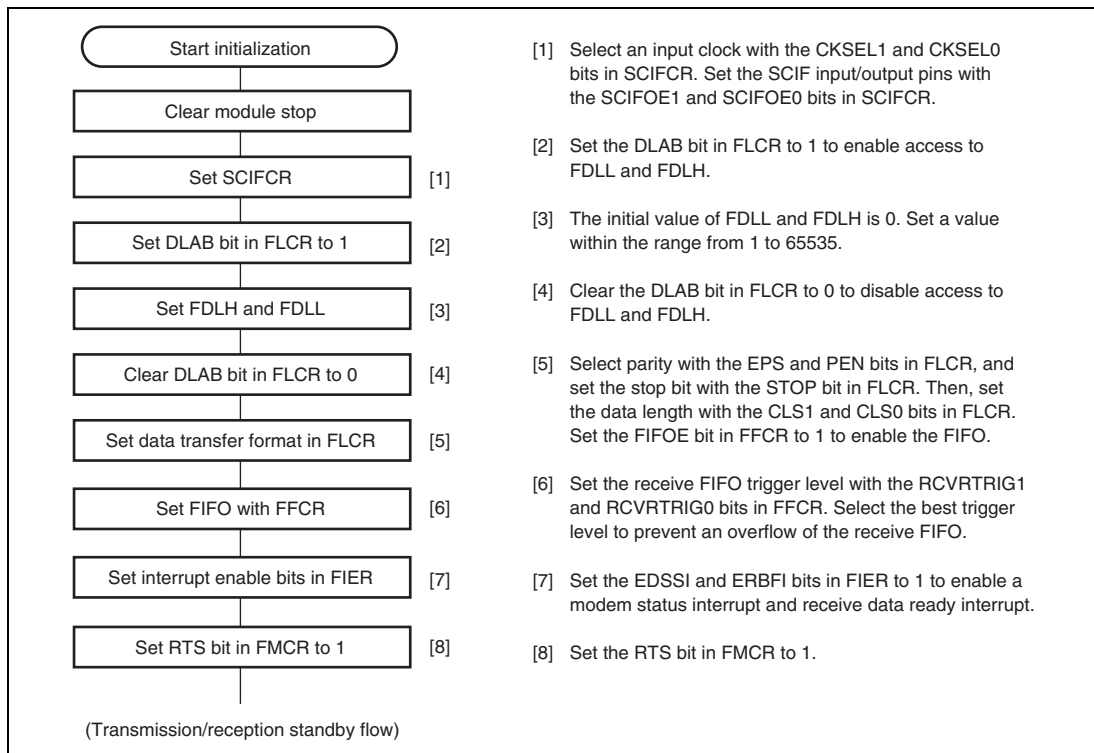 Start initialization
Clear module stop
Set SCIFCR
[1]
Set DLAB bit in FLCR to 1
[2]
Set FDLH and FDLL
[3]
Clear DLAB bit in FLCR to 0
[4]
Set data transfer format in FLCR
[5]
Set FIFO with FFCR
[6]
Set interrupt enable bits in FIER
[7]
Set RTS bit in FMCR to 1
[8]
(Transmission/reception standby flow)
[1] Select an input clock with the CKSEL1 and CKSEL0
bits in SCIFCR. Set the SCIF input/output pins with
the SCIFOE1 and SCIFOE0 bits in SCIFCR.
[2] Set the DLAB bit in FLCR to 1 to enable access to
FDLL and FDLH.
[3] The initial value of FDLL and FDLH is 0. Set a value
within the range from 1 to 65535.
[4] Clear the DLAB bit in FLCR to 0 to disable access to
FDLL and FDLH.
[5] Select parity with the EPS and PEN bits in FLCR, and
set the stop bit with the STOP bit in FLCR. Then, set
the data length with the CLS1 and CLS0 bits in FLCR.
Set the FIFOE bit in FFCR to 1 to enable the FIFO.
[6] Set the receive FIFO trigger level with the RCVRTRIG1
and RCVRTRIG0 bits in FFCR. Select the best trigger
level to prevent an overflow of the receive FIFO.
[7] Set the EDSSI and ERBFI bits in FIER to 1 to enable a
modem status interrupt and receive data ready interrupt.
[8] Set the RTS bit in FMCR to 1.